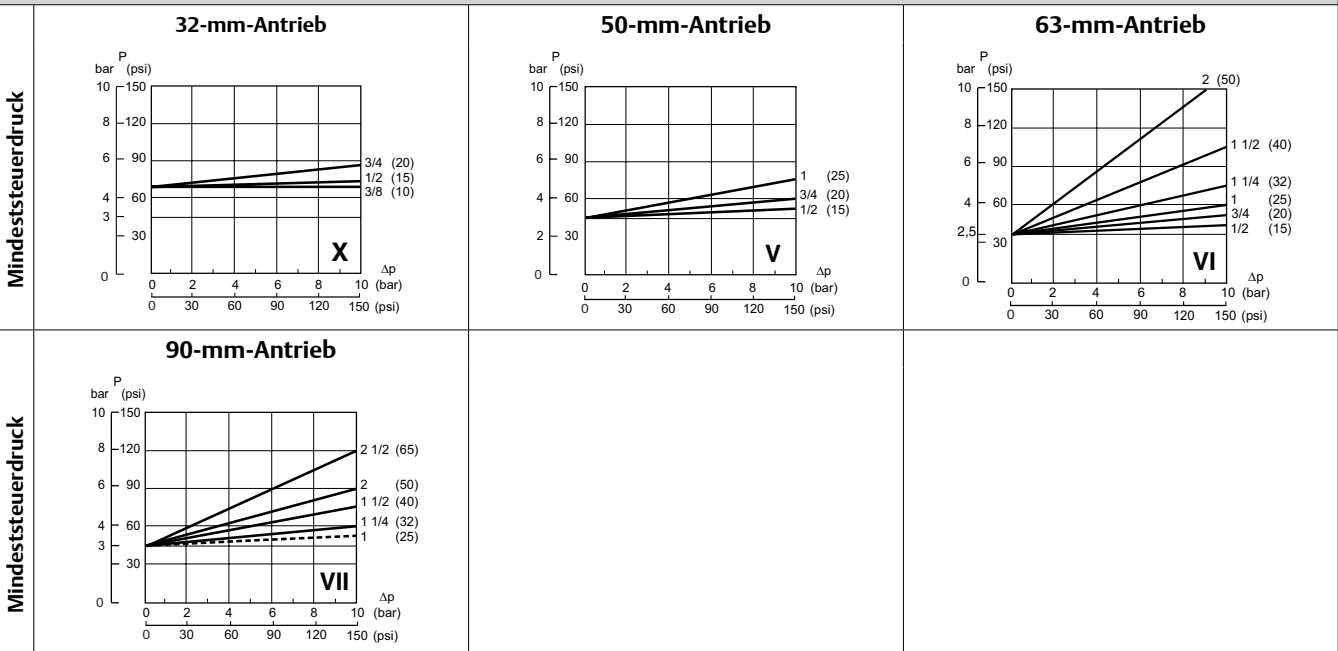 32-mm-Antrieb
50-mm-Antrieb
63-mm-Antrieb
Mindeststeuerdruck
P
bar (psi)
10 150
8 120
6 90
4 60
3
30
0
3/4 (20)
1/2 (15)
3/8 (10)
X
Δp
0 2 4 6 8 10 (bar)
0 30 60 90 120 150 (psi)
P
bar (psi)
10 150
8 120
6 90
4 60
2 30
0
1 (25)
3/4 (20)
1/2 (15)
V
Δp
0 2 4 6 8 10 (bar)
0 30 60 90 120 150 (psi)
P
bar (psi)
10 150
8 120
6 90
4 60
2,5
30
0
2 (50)
1 1/2 (40)
1 1/4 (32)
1 (25)
3/4 (20)
1/2 (15)
VI
Δp
0 2 4 6 8 10 (bar)
0 30 60 90 120 150 (psi)
90-mm-Antrieb
Mindeststeuerdruck
P
bar (psi)
10 150
8 120
6 90
4 60
3
30
0
2 1/2 (65)
2 (50)
1 1/2 (40)
1 1/4 (32)
1 (25)
VII
Δp
0 2 4 6 8 10 (bar)
0 30 60 90 120 150 (psi)